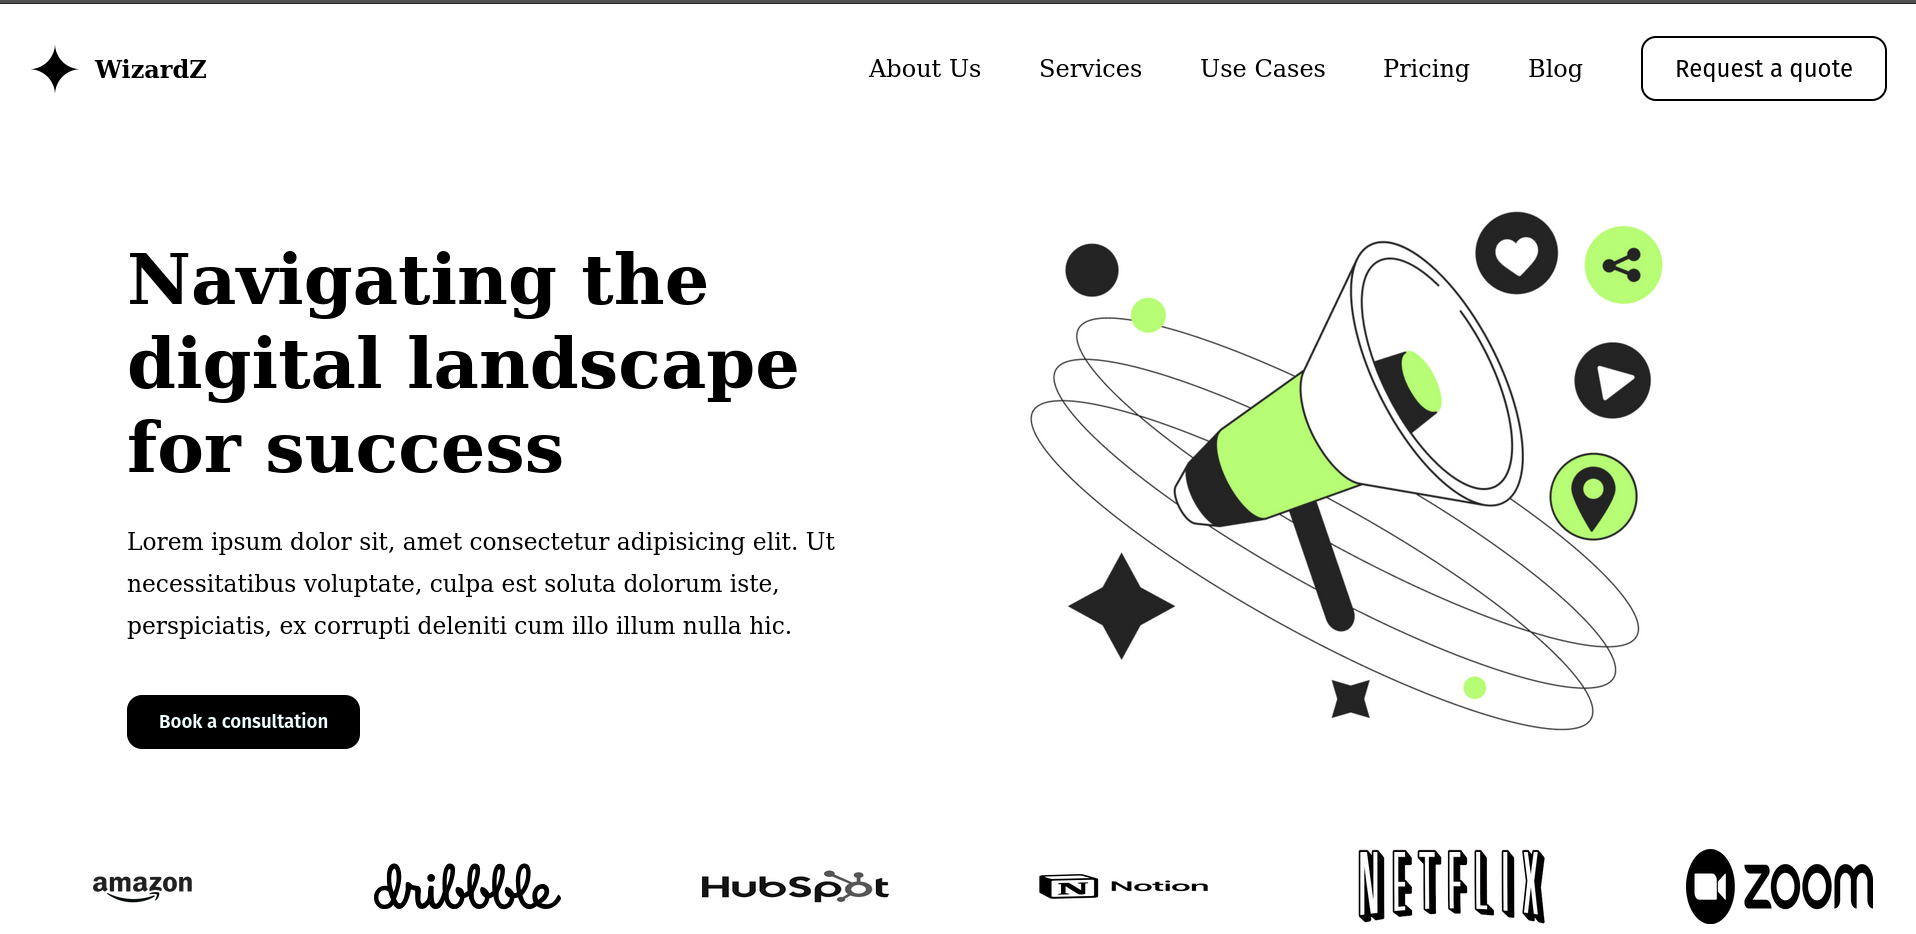 WizardZ
About Us
Services
Use Cases
Pricing
Blog
Request a quote
Navigating the
digital landscape
for success
Lorem ipsum dolor sit, amet consectetur adipisicing elit. Ut
necessitatibus voluptate, culpa est soluta dolorum iste,
perspiciatis, ex corrupti deleniti cum illo illum nulla hic.
Book a consultation
amazon
dribbble
HubSpot
N Notion
NETFLIX
zoom